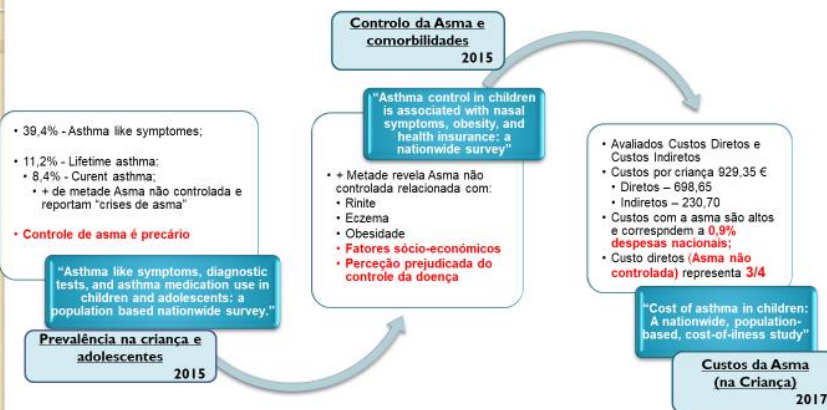 • 39,4% - Asthma like symptomes;
• 11,2% - Lifetime asthma:
• 8,4% - Curent asthma;
• + de metade Asma não controlada e
reportam "crises de asma"
• Controle de asma é precário
"Asthma like symptoms, diagnostic
tests, and asthma medication use in
children and adolescents: a
population based nationwide survey."
Prevalência na criança e
adolescentes
2015
Controlo da Asma e
comorbilidades
2015
"Asthma control in children
is associated with nasal
symptoms, obesity, and
health insurance: a
nationwide survey"
• + Metade revela Asma não
controlada relacionada com:
• Rinite
• Eczema
• Obesidade
• Fatores sócio-económicos
• Perceção prejudicada do
controle da doença
• Avaliados Custos Diretos e
Custos Indiretos
• Custos por criança 929,35 €
• Diretos – 698,65
• Indiretos – 230,70
• Custos com a asma são altos
e correspndem a 0,9%
despesas nacionais;
• Custo diretos (Asma não
controlada) representa 3/4
"Cost of asthma in children:
A nationwide, population-
based, cost-of-ilness study"
Custos da Asma
(na Criança)
2017